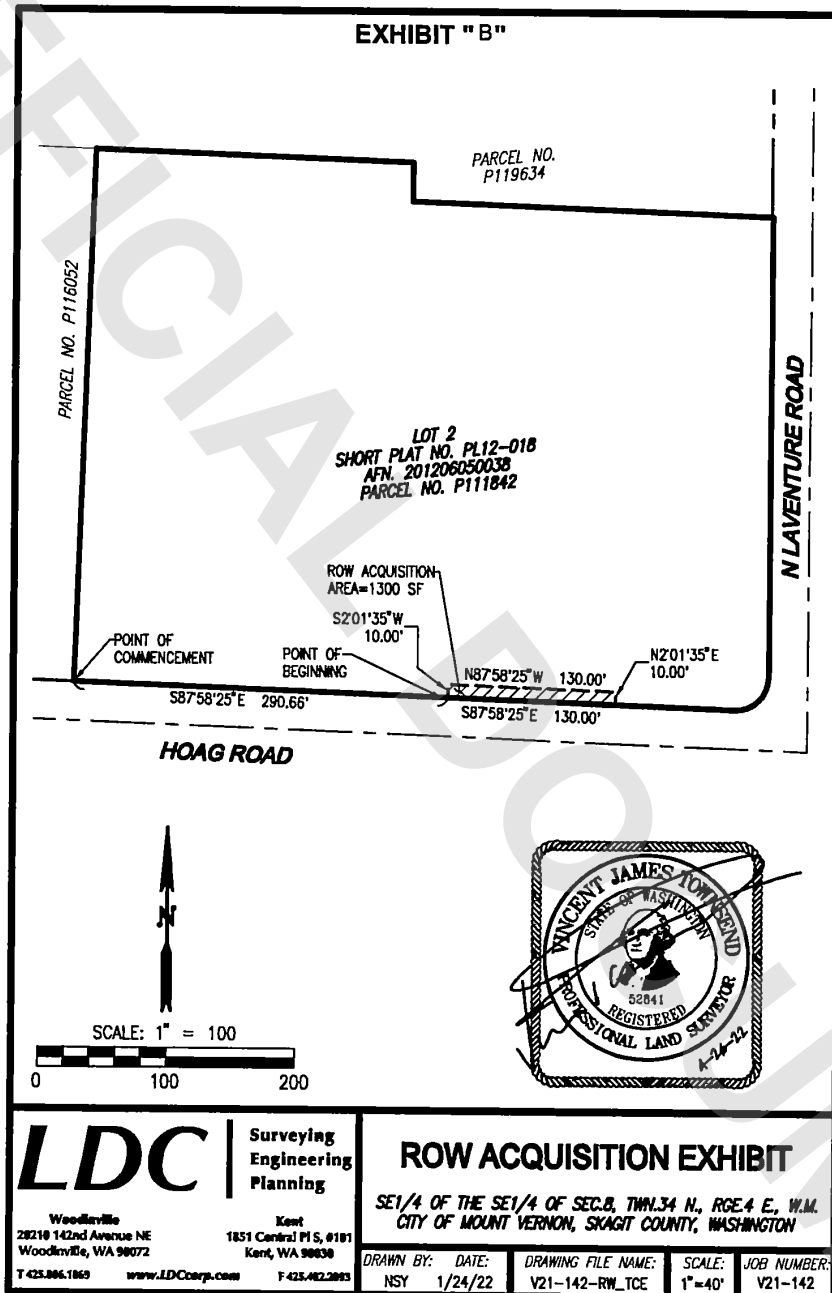 EXHIBIT "B"
PARCEL NO.
P119634
PARCEL NO. P116052
LOT 2
SHORT PLAT NO. PL12-018
AFN. 201206050038
PARCEL NO. P111842
N LAVENTURE ROAD
ROW ACQUISITION
AREA=1300 SF
S2°01'35"W
10.00'
POINT OF
COMMENCEMENT
POINT OF
BEGINNING
N87°58'25"W 130.00'
N2°01'35"E
10.00'
S87°58'25"E 290.66'
S87°58'25"E 130.00'
HOAG ROAD
N
SCALE: 1" = 100
0 100 200
VINCENT JAMES TOWNSEND
STATE OF WASHINGTON
52841
REGISTERED
PROFESSIONAL LAND SURVEYOR
LDC
Surveying
Engineering
Planning
Woodinville
20210 142nd Avenue NE
Woodinville, WA 98072
Kent
1851 Central Pl S, #101
Kent, WA 98030
T 425.806.1869 www.LDCcorp.com F 425.482.2893
ROW ACQUISITION EXHIBIT
SE1/4 OF THE SE1/4 OF SEC.8, TWN.34 N., RGE.4 E., W.M.
CITY OF MOUNT VERNON, SKAGIT COUNTY, WASHINGTON
DRAWN BY: NSY
DATE: 1/24/22
DRAWING FILE NAME: V21-142-RW_TCE
SCALE: 1"=40'
JOB NUMBER: V21-142